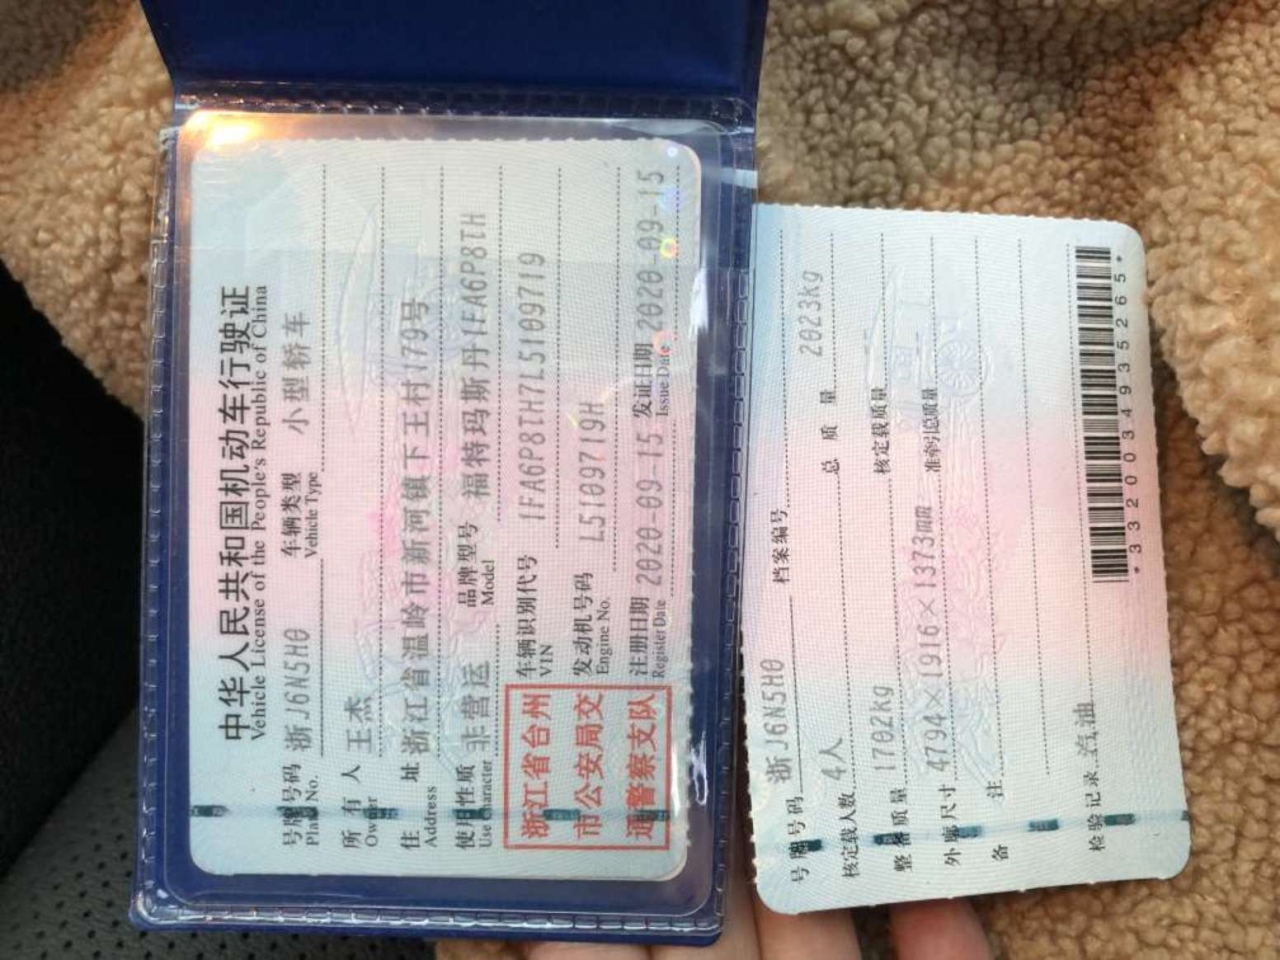 中华人民共和国机动车行驶证
Vehicle License of the People's Republic of China
号牌号码 浙J6N5H0 车辆类型 小型轿车
Plate No. Vehicle Type
所有人 王杰
Owner
住址 浙江省温岭市新河镇下王村179号
Address
使用性质 非营运 品牌型号 福特玛斯丹1FA6P8TH
Use Character Model
浙江省台州
市公安局交
通警察支队
车辆识别代号 1FA6P8TH7L5109719
VIN
发动机号码 L5109719H
Engine No.
注册日期 2020-09-15 发证日期 2020-09-15
Register Date Issue Date
号牌号码 浙J6N5H0 档案编号
核定载人数 4人 总质量 2023kg
整备质量 1702kg 核定载质量
外廓尺寸 4794×1916×1373mm 准牵引总质量
备注
检验记录 汽油
*3320034935265*